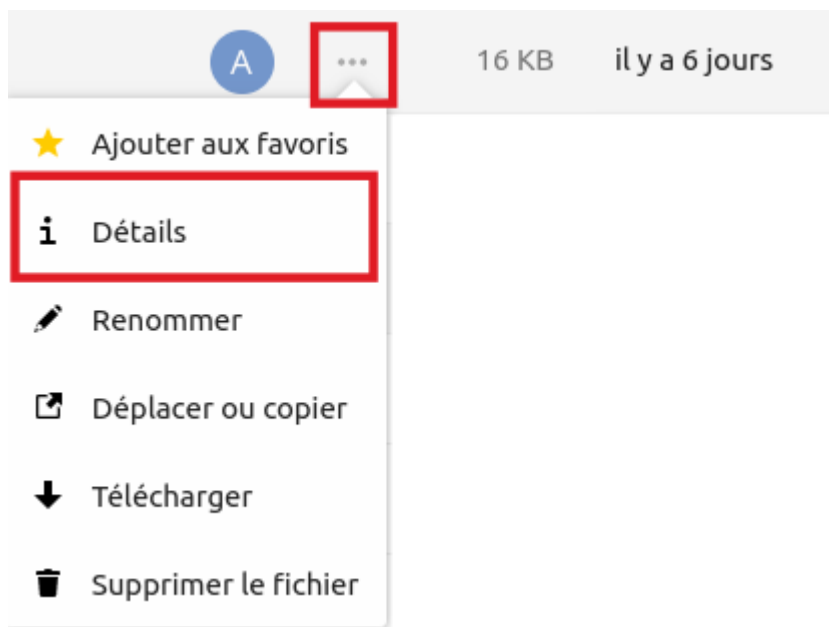 A ... 16 KB il y a 6 jours
Ajouter aux favoris
Détails
Renommer
Déplacer ou copier
Télécharger
Supprimer le fichier